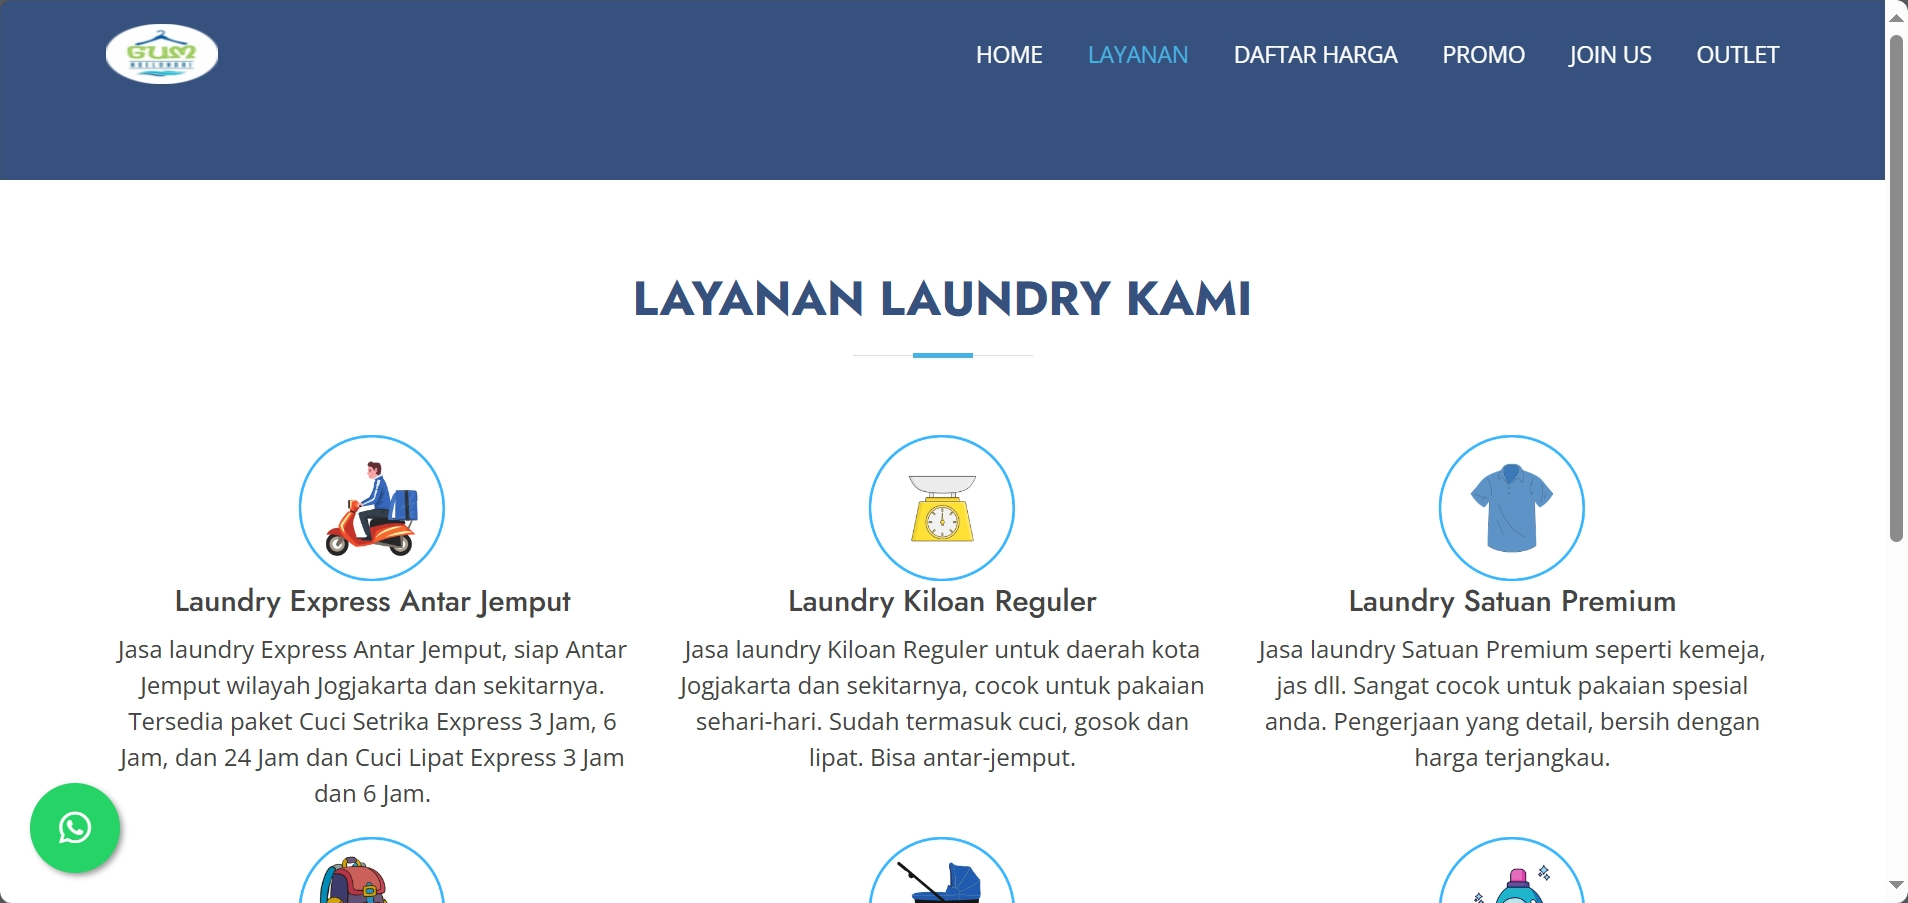 GUM
HOME LAYANAN DAFTAR HARGA PROMO JOIN US OUTLET
LAYANAN LAUNDRY KAMI
Laundry Express Antar Jemput
Jasa laundry Express Antar Jemput, siap Antar
Jemput wilayah Jogjakarta dan sekitarnya.
Tersedia paket Cuci Setrika Express 3 Jam, 6
Jam, dan 24 Jam dan Cuci Lipat Express 3 Jam
dan 6 Jam.
Laundry Kiloan Reguler
Jasa laundry Kiloan Reguler untuk daerah kota
Jogjakarta dan sekitarnya, cocok untuk pakaian
sehari-hari. Sudah termasuk cuci, gosok dan
lipat. Bisa antar-jemput.
Laundry Satuan Premium
Jasa laundry Satuan Premium seperti kemeja,
jas dll. Sangat cocok untuk pakaian spesial
anda. Pengerjaan yang detail, bersih dengan
harga terjangkau.